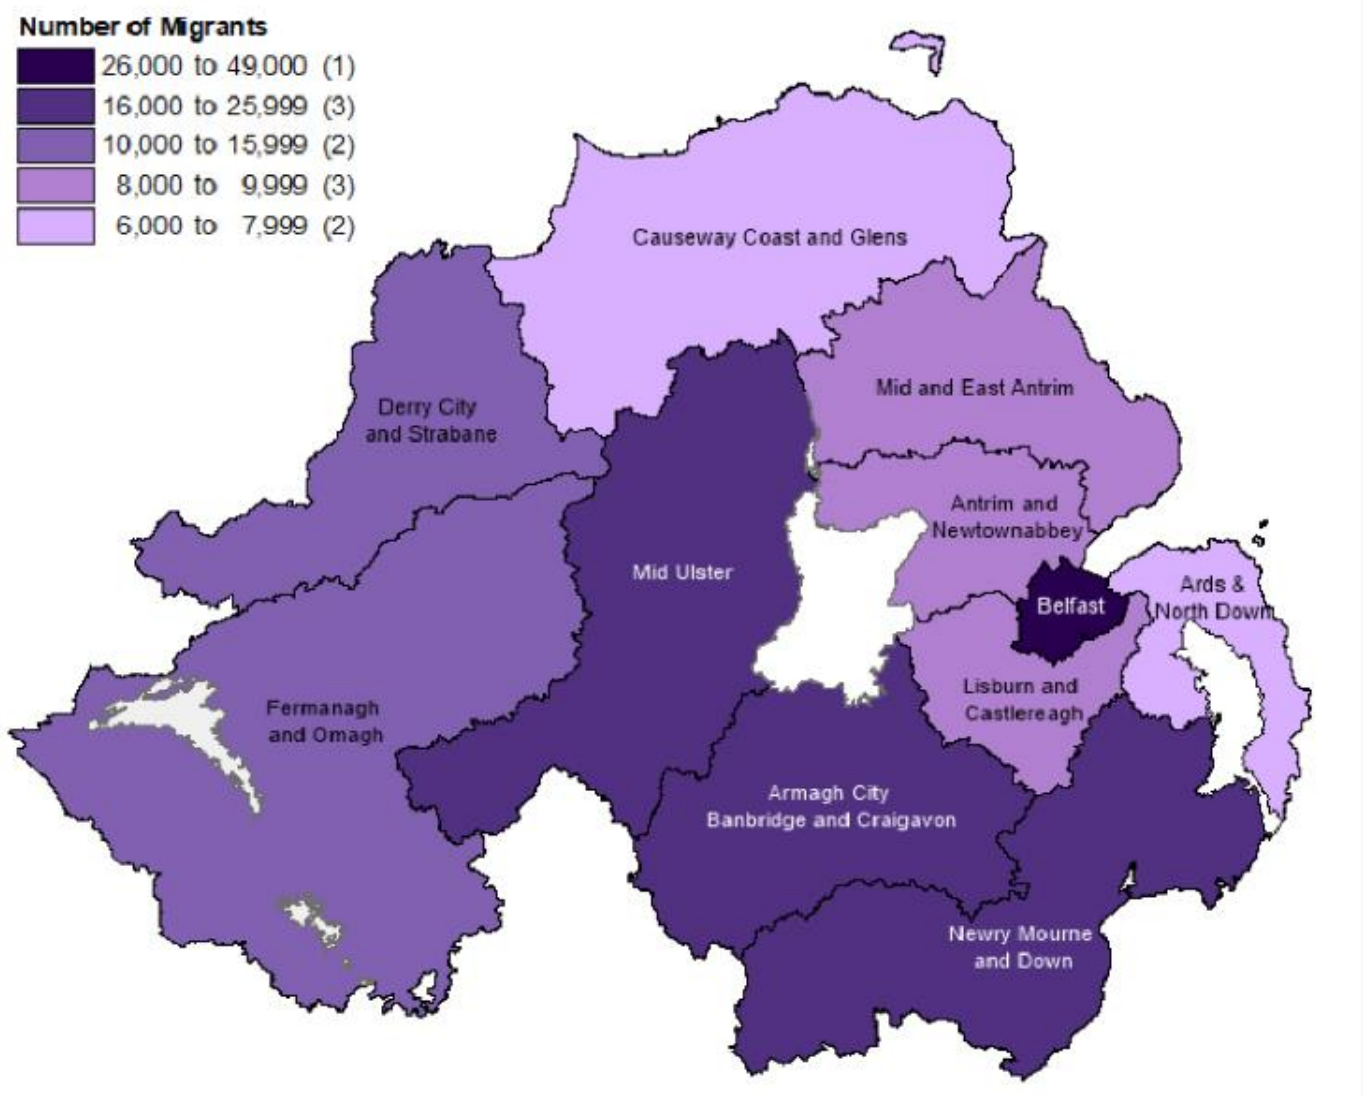 Number of Migrants
26,000 to 49,000 (1)
16,000 to 25,999 (3)
10,000 to 15,999 (2)
8,000 to 9,999 (3)
6,000 to 7,999 (2)
Causeway Coast and Glens
Mid and East Antrim
Derry City
and Strabane
Antrim and
Newtownabbey
Mid Ulster
Belfast
Ards &
North Down
Lisburn and
Castlereagh
Fermanagh
and Omagh
Armagh City
Banbridge and Craigavon
Newry Mourne
and Down